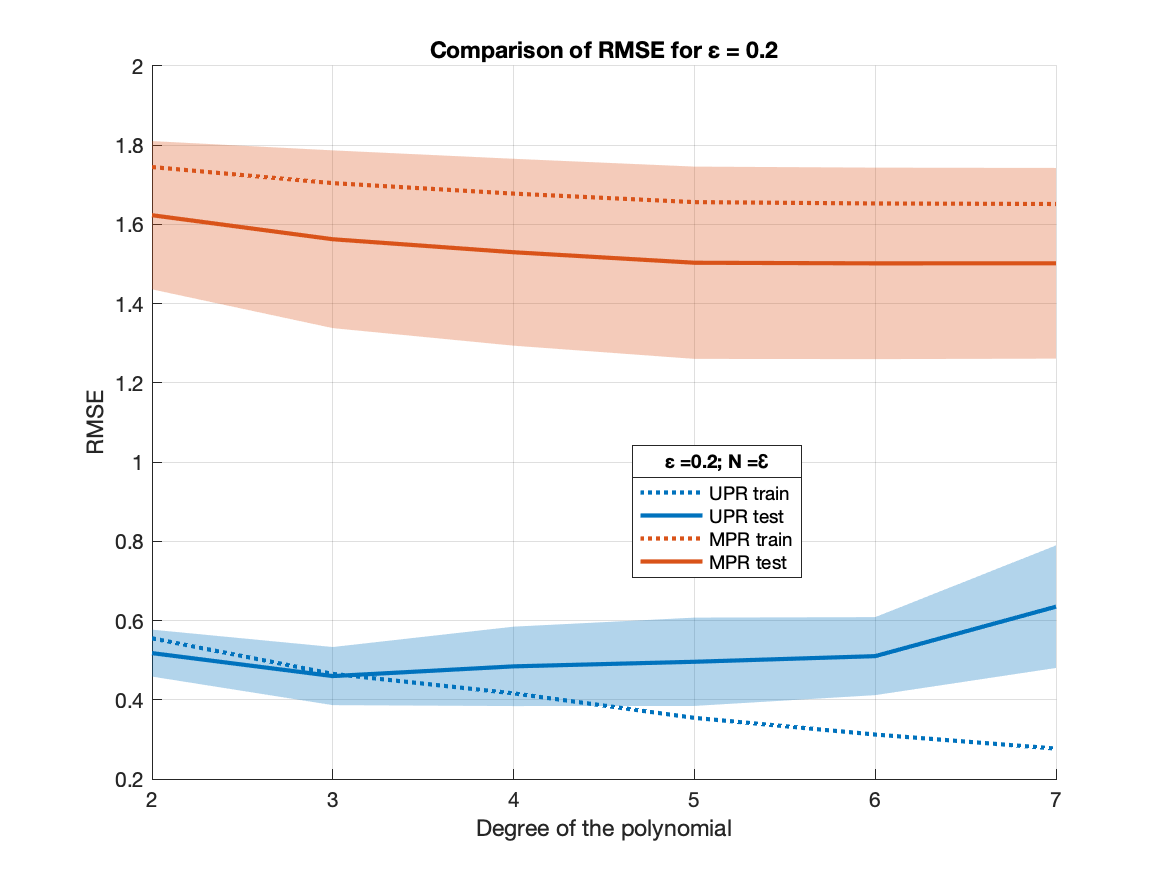 Comparison of RMSE for ε = 0.2
2
1.8
1.6
1.4
1.2
1
0.8
0.6
0.4
0.2
RMSE
ε =0.2; N =Ɛ
UPR train
UPR test
MPR train
MPR test
2 3 4 5 6 7
Degree of the polynomial